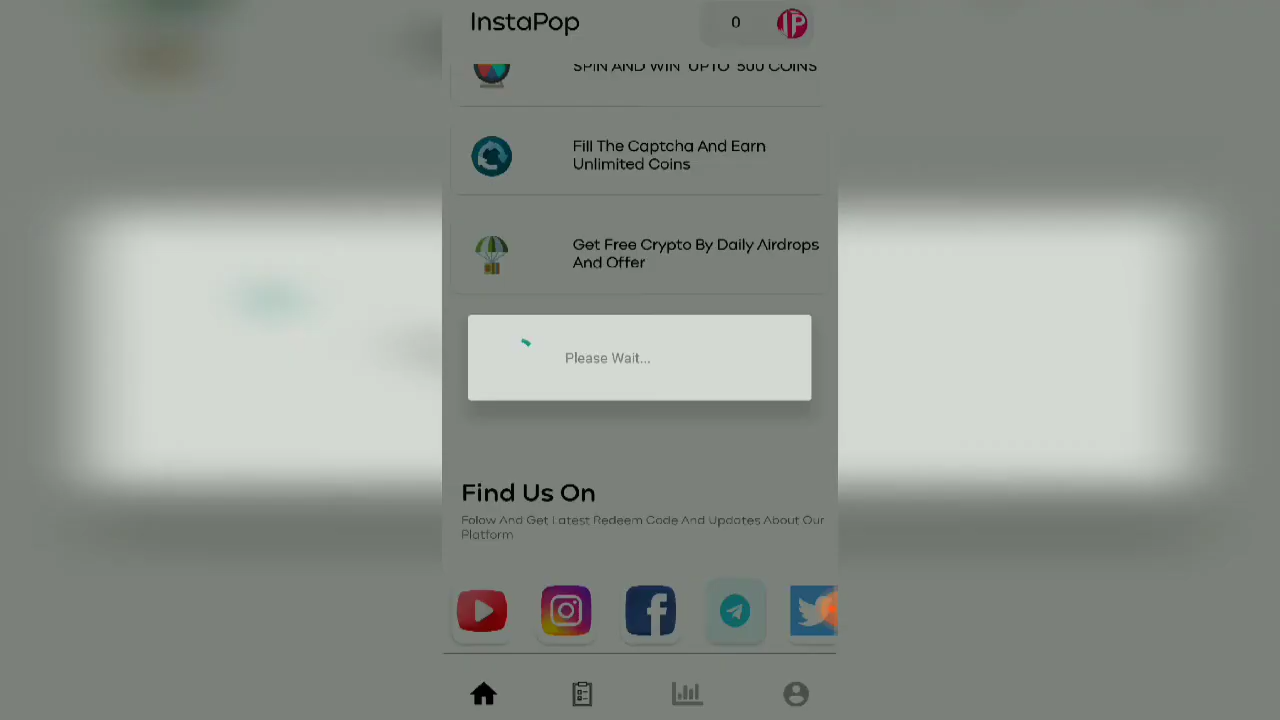 InstaPop
0
IP
SPIN AND WIN UPTO 500 COINS
Fill The Captcha And Earn
Unlimited Coins
Get Free Crypto By Daily Airdrops
And Offer
Please Wait...
Find Us On
Folow And Get Latest Redeem Code And Updates About Our
Platform